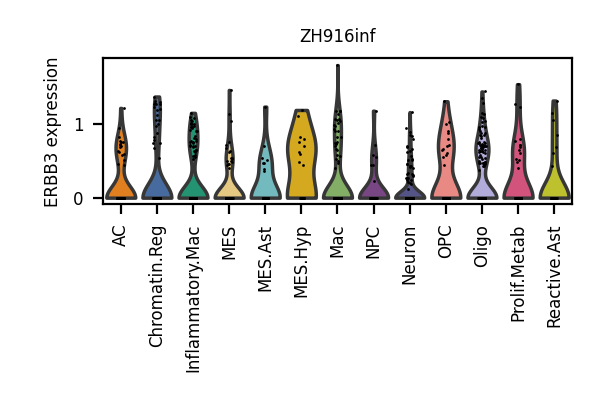 ZH916inf
ERBB3 expression
1
0
AC
Chromatin.Reg
Inflammatory.Mac
MES
MES.Ast
MES.Hyp
Mac
NPC
Neuron
OPC
Oligo
Prolif.Metab
Reactive.Ast